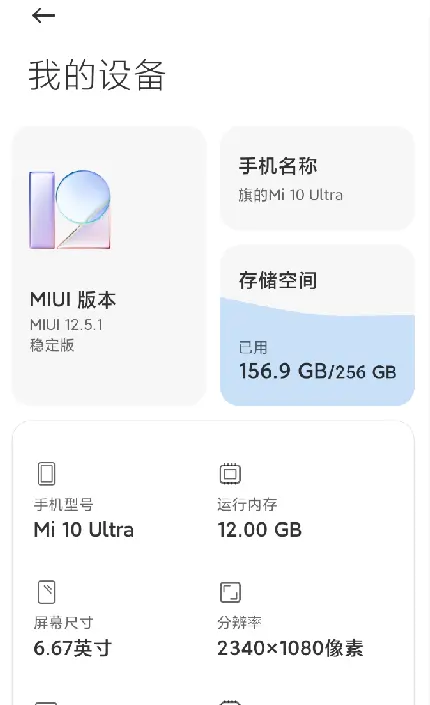 我的设备
12
MIUI 版本
MIUI 12.5.1
稳定版
手机名称
旗的Mi 10 Ultra
存储空间
已用
156.9 GB/256 GB
手机型号
Mi 10 Ultra
运行内存
12.00 GB
屏幕尺寸
6.67英寸
分辨率
2340×1080像素